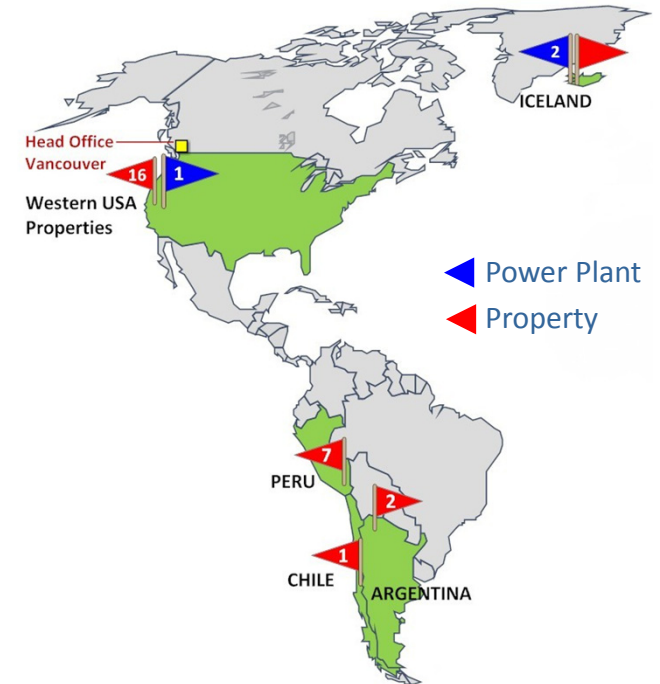 2
ICELAND
Head Office
Vancouver
16
1
Western USA
Properties
Power Plant
Property
7
PERU
2
1
CHILE
ARGENTINA